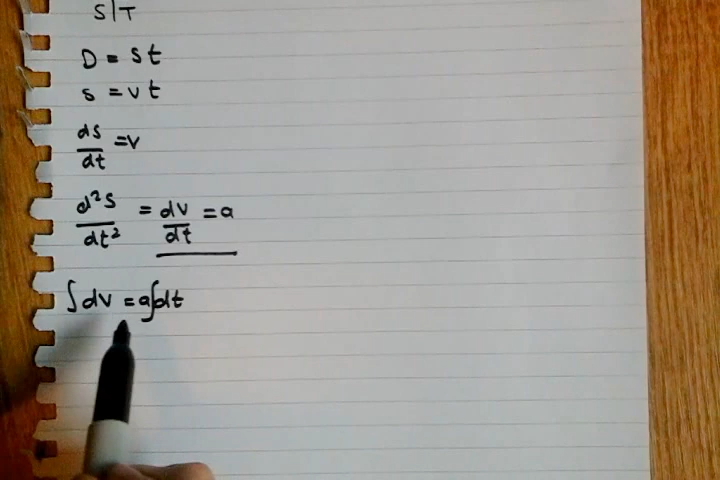 S|T
D = st
s = vt
ds/dt = v
d²s/dt² = dv/dt = a
∫dv = a∫dt